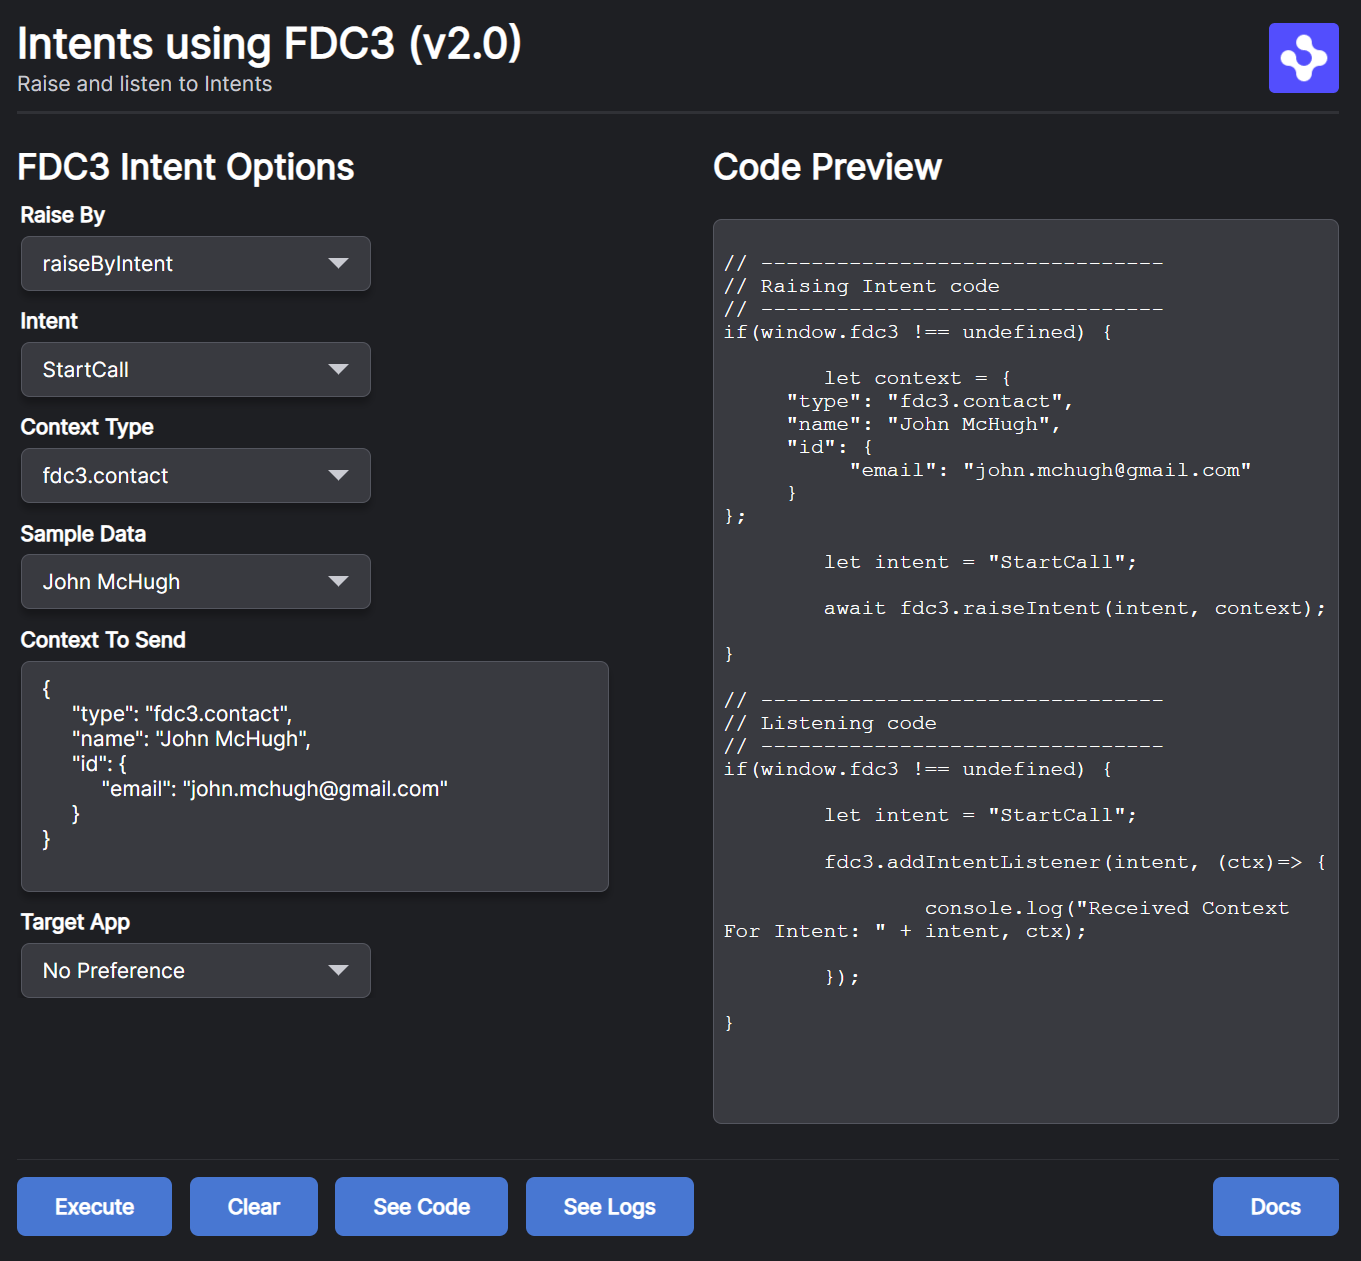 Intents using FDC3 (v2.0)
Raise and listen to Intents
FDC3 Intent Options
Raise By
raiseByIntent
Intent
StartCall
Context Type
fdc3.contact
Sample Data
John McHugh
Context To Send
{
"type": "fdc3.contact",
"name": "John McHugh",
"id": {
"email": "john.mchugh@gmail.com"
}
}
Target App
No Preference
Code Preview
// --------------------------------
// Raising Intent code
// --------------------------------
if(window.fdc3 !== undefined) {
let context = {
"type": "fdc3.contact",
"name": "John McHugh",
"id": {
"email": "john.mchugh@gmail.com"
}
};
let intent = "StartCall";
await fdc3.raiseIntent(intent, context);
}
// --------------------------------
// Listening code
// --------------------------------
if(window.fdc3 !== undefined) {
let intent = "StartCall";
fdc3.addIntentListener(intent, (ctx)=> {
console.log("Received Context
For Intent: " + intent, ctx);
});
}
Execute
Clear
See Code
See Logs
Docs